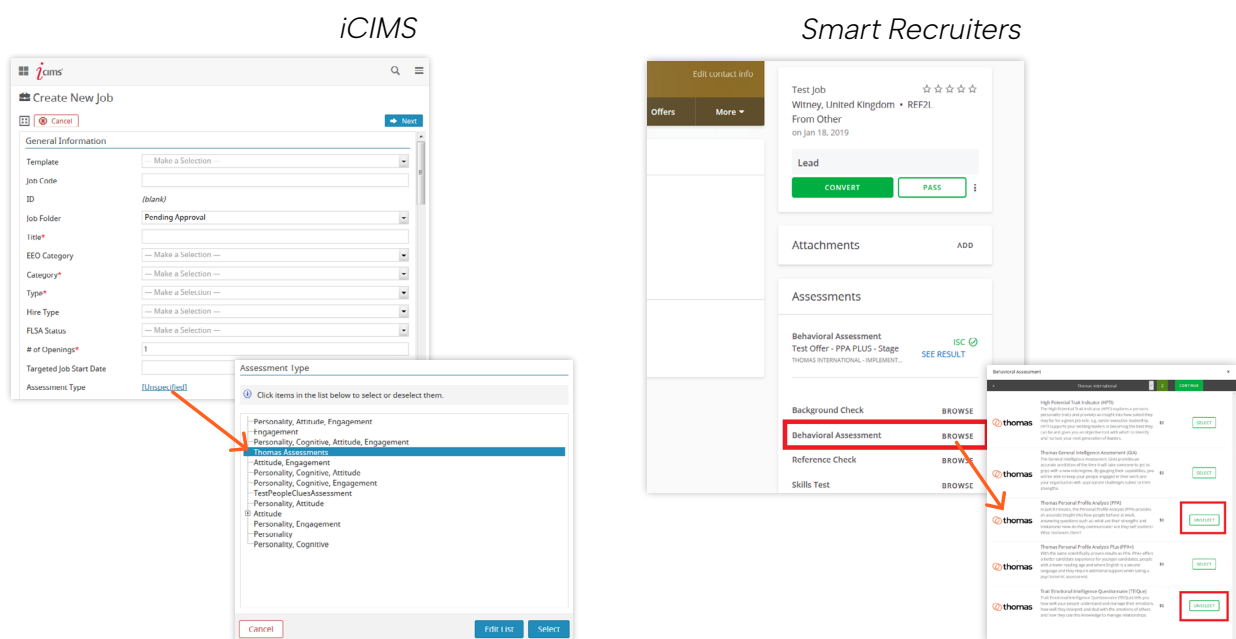 iCIMS
Smart Recruiters
icims
Create New Job
Cancel
Next
General Information
Template
— Make a Selection —
Job Code
ID
(blank)
Job Folder
Pending Approval
Title*
EEO Category
— Make a Selection —
Category*
— Make a Selection —
Type*
— Make a Selection —
Hire Type
— Make a Selection —
FLSA Status
— Make a Selection —
# of Openings*
1
Targeted Job Start Date
Assessment Type
[Unspecified]
Assessment Type
Click items in the list below to select or deselect them.
Personality, Attitude, Engagement
Engagement
Personality, Cognitive, Attitude, Engagement
Thomas Assessments
Attitude, Engagement
Personality, Cognitive, Attitude
Personality, Cognitive, Engagement
TestPeopleCluesAssessment
Personality, Attitude
Attitude
Personality, Engagement
Personality
Personality, Cognitive
Cancel
Edit List
Select
Edit contact info
Offers
More
Test Job
Witney, United Kingdom • REF2L
From Other
on Jan 18, 2019
Lead
CONVERT
PASS
Attachments
ADD
Assessments
Behavioral Assessment
Test Offer - PPA PLUS - Stage
THOMAS INTERNATIONAL - IMPLEMENT...
ISC
SEE RESULT
Background Check
BROWSE
Behavioral Assessment
BROWSE
Reference Check
BROWSE
Skills Test
BROWSE
Behavioral Assessment
Thomas International
CONTINUE
thomas
High Potential Trait Indicator (HPTI)
SELECT
thomas
Thomas General Intelligence Assessment (GIA)
SELECT
thomas
Thomas Personal Profile Analysis (PPA)
UNSELECT
thomas
Thomas Personal Profile Analysis Plus (PPA+)
SELECT
thomas
Trait Emotional Intelligence Questionnaire (TEIQue)
UNSELECT